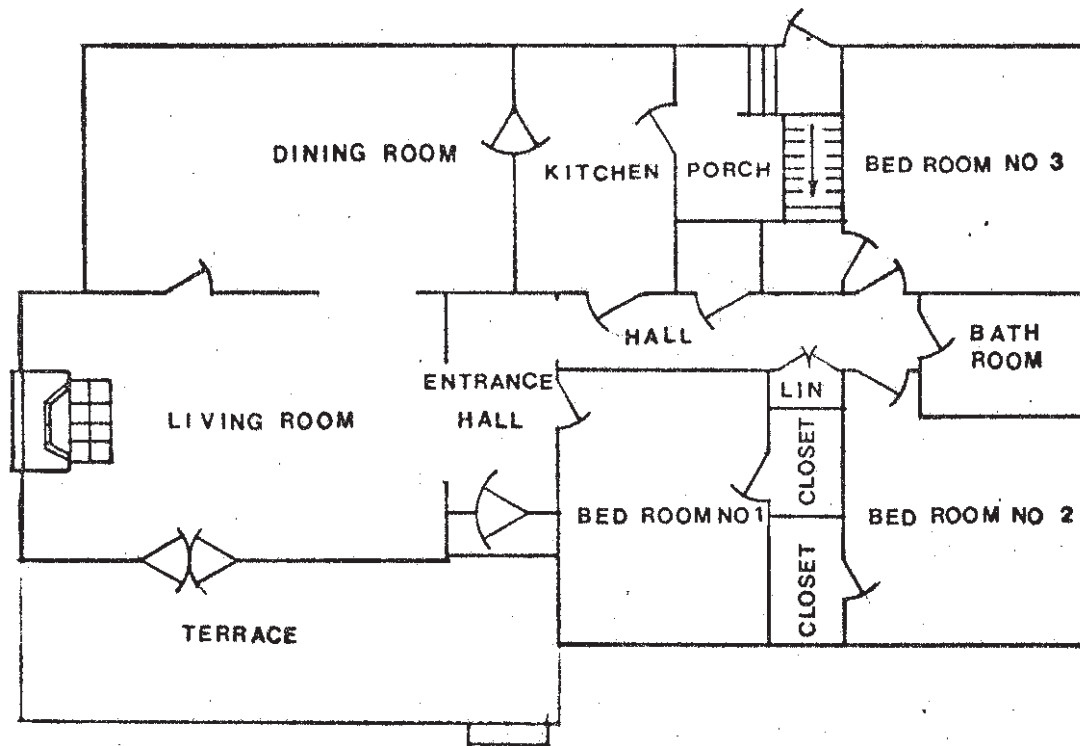 DINING ROOM
KITCHEN
PORCH
BED ROOM NO 3
HALL
BATH
ROOM
ENTRANCE
HALL
LIN
LIVING ROOM
CLOSET
BED ROOM NO 1
BED ROOM NO 2
CLOSET
TERRACE